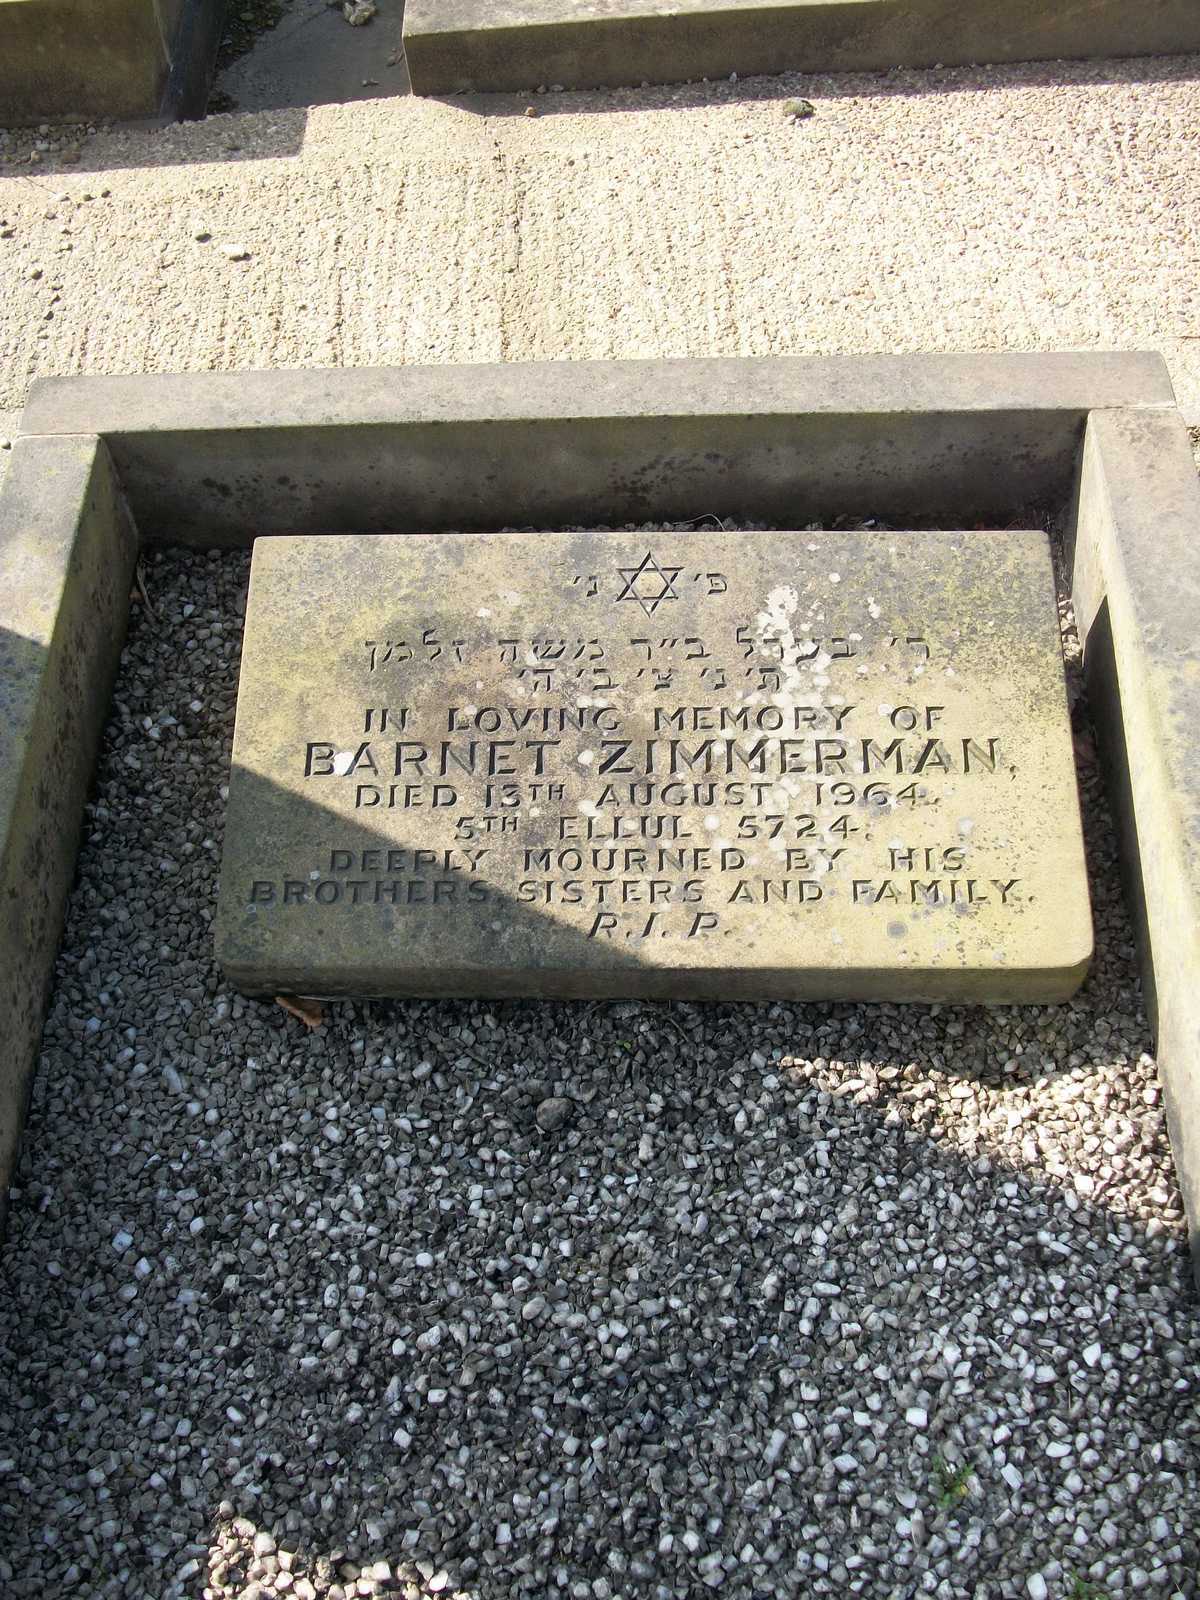 פ׳ נ׳
ר׳ בערל ב״ר משה זלמן
ת׳ נ׳ צ׳ ב׳ ה׳
IN LOVING MEMORY OF
BARNET ZIMMERMAN,
DIED 13TH AUGUST 1964.
5TH ELLUL 5724.
DEEPLY MOURNED BY HIS
BROTHERS, SISTERS AND FAMILY.
R.I.P.